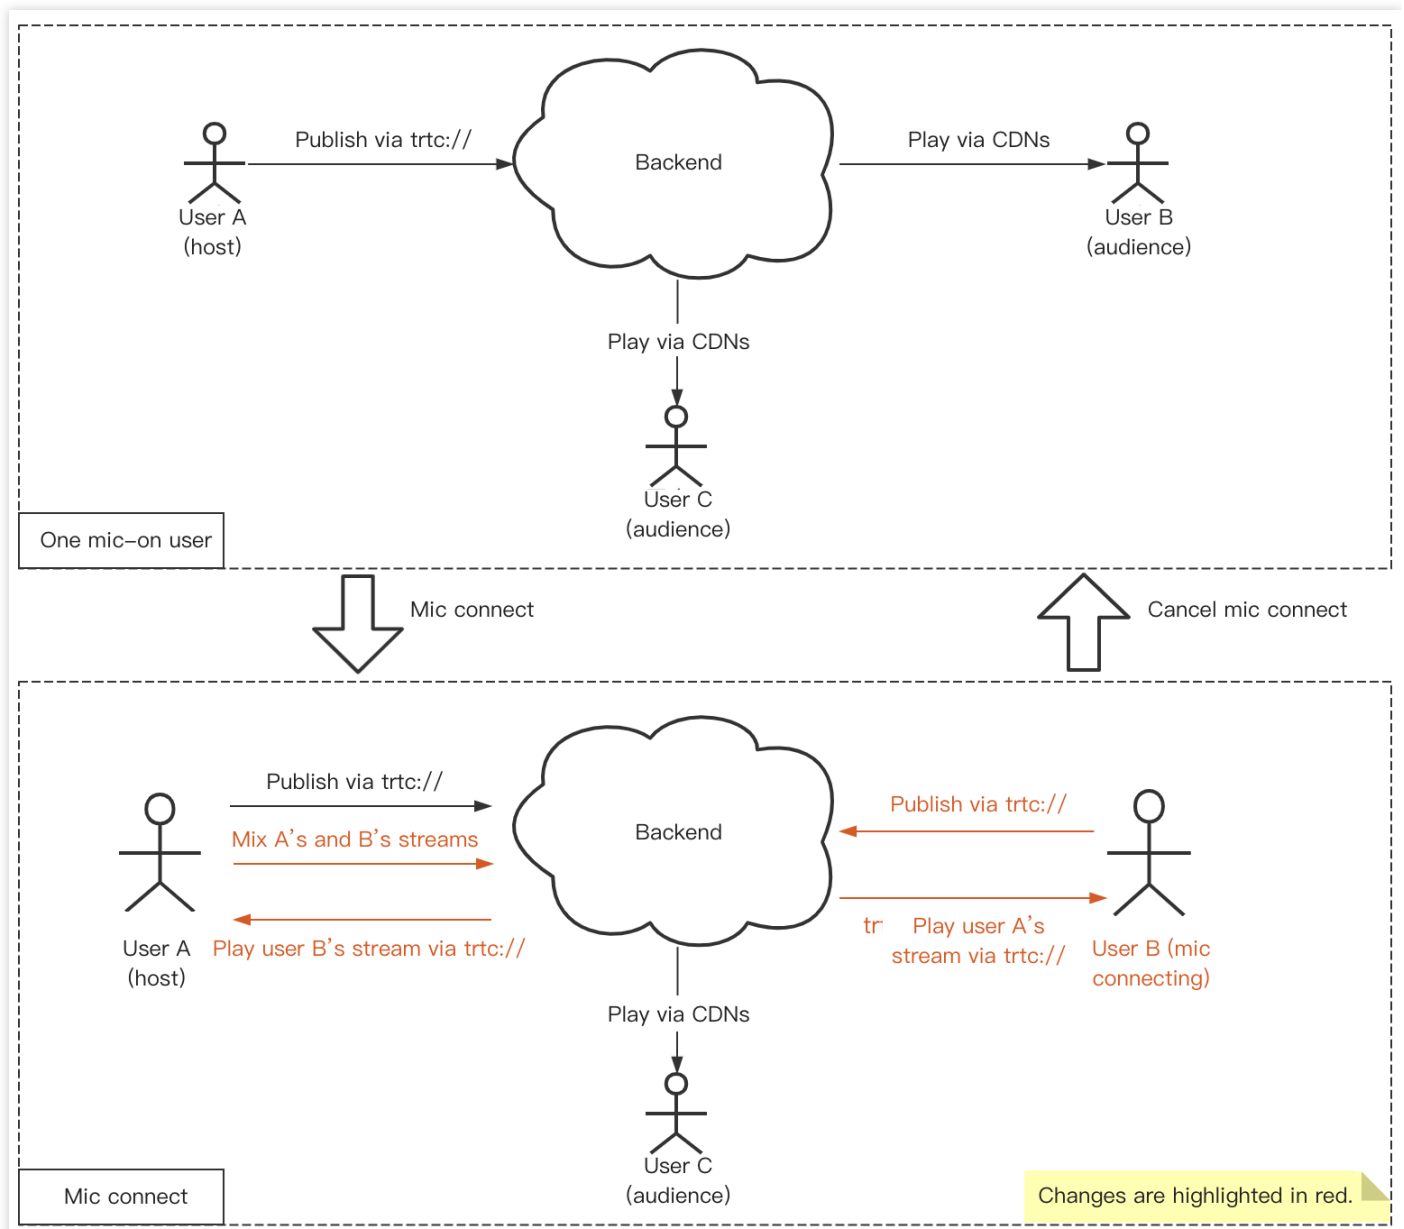 Publish via trtc://
Backend
Play via CDNs
User A
(host)
User B
(audience)
Play via CDNs
User C
(audience)
One mic-on user
Mic connect
Cancel mic connect
Publish via trtc://
Mix A's and B's streams
Play user B's stream via trtc://
User A
(host)
Backend
Publish via trtc://
Play user A's
stream via trtc://
User B (mic
connecting)
Play via CDNs
User C
(audience)
Mic connect
Changes are highlighted in red.